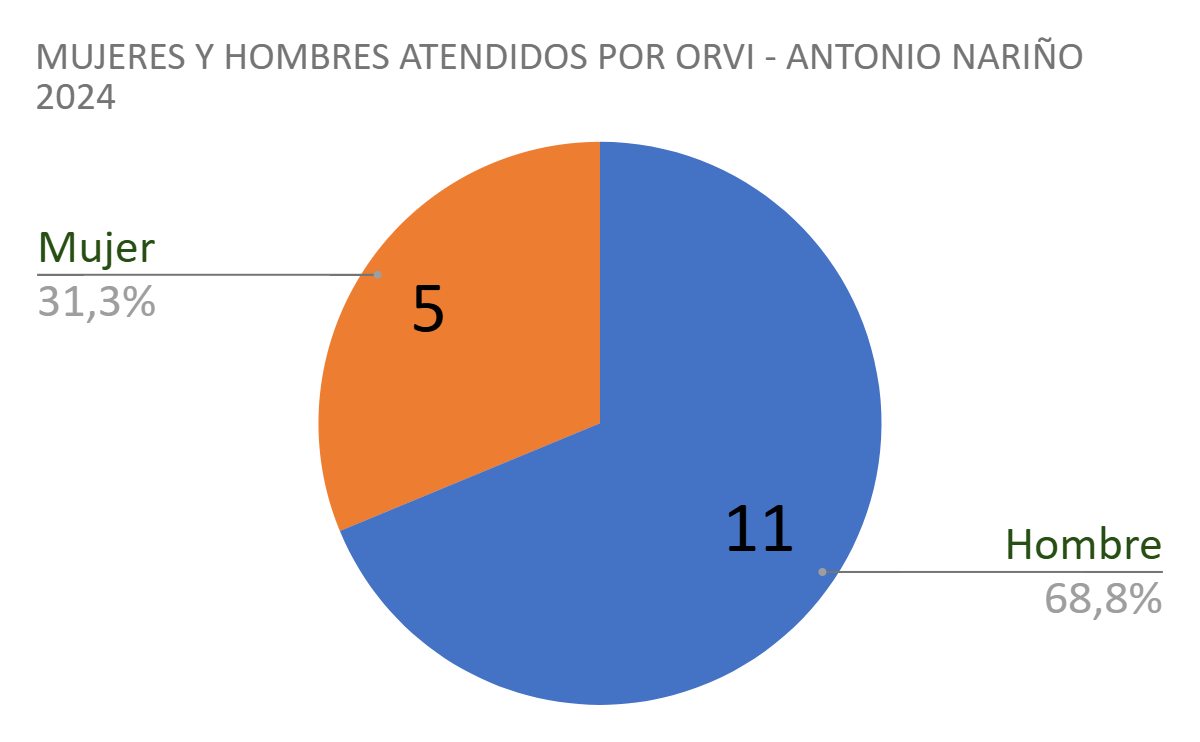 MUJERES Y HOMBRES ATENDIDOS POR ORVI - ANTONIO NARIÑO
2024
Mujer
31,3%
5
11
Hombre
68,8%